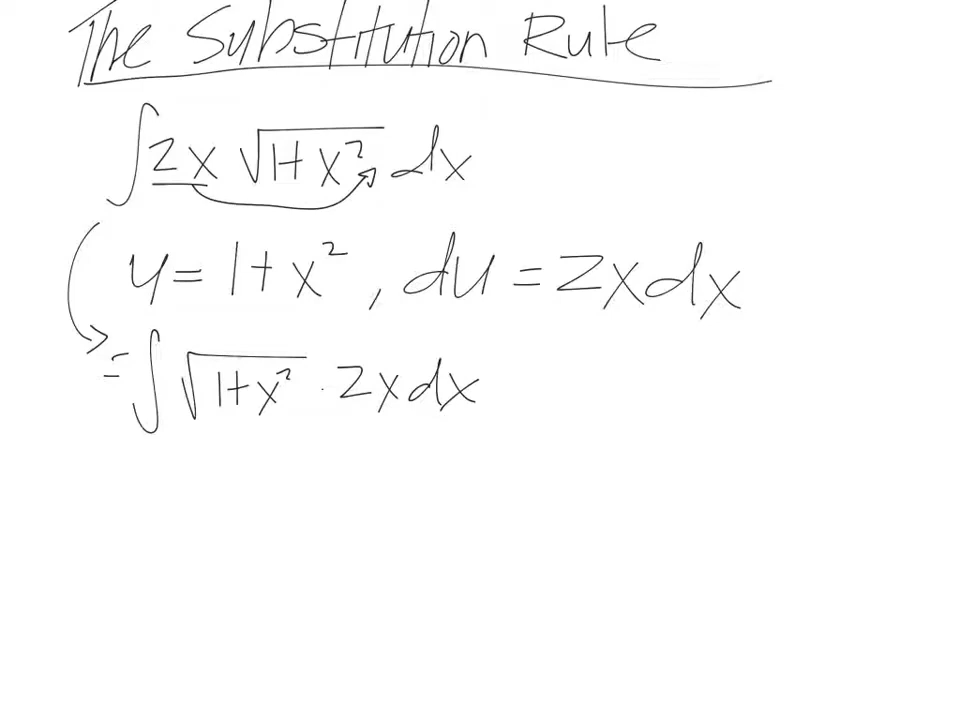 The Substitution Rule
∫ 2x √(1+x²) dx
u = 1+x² , du = 2x dx
= ∫ √(1+x²) · 2x dx